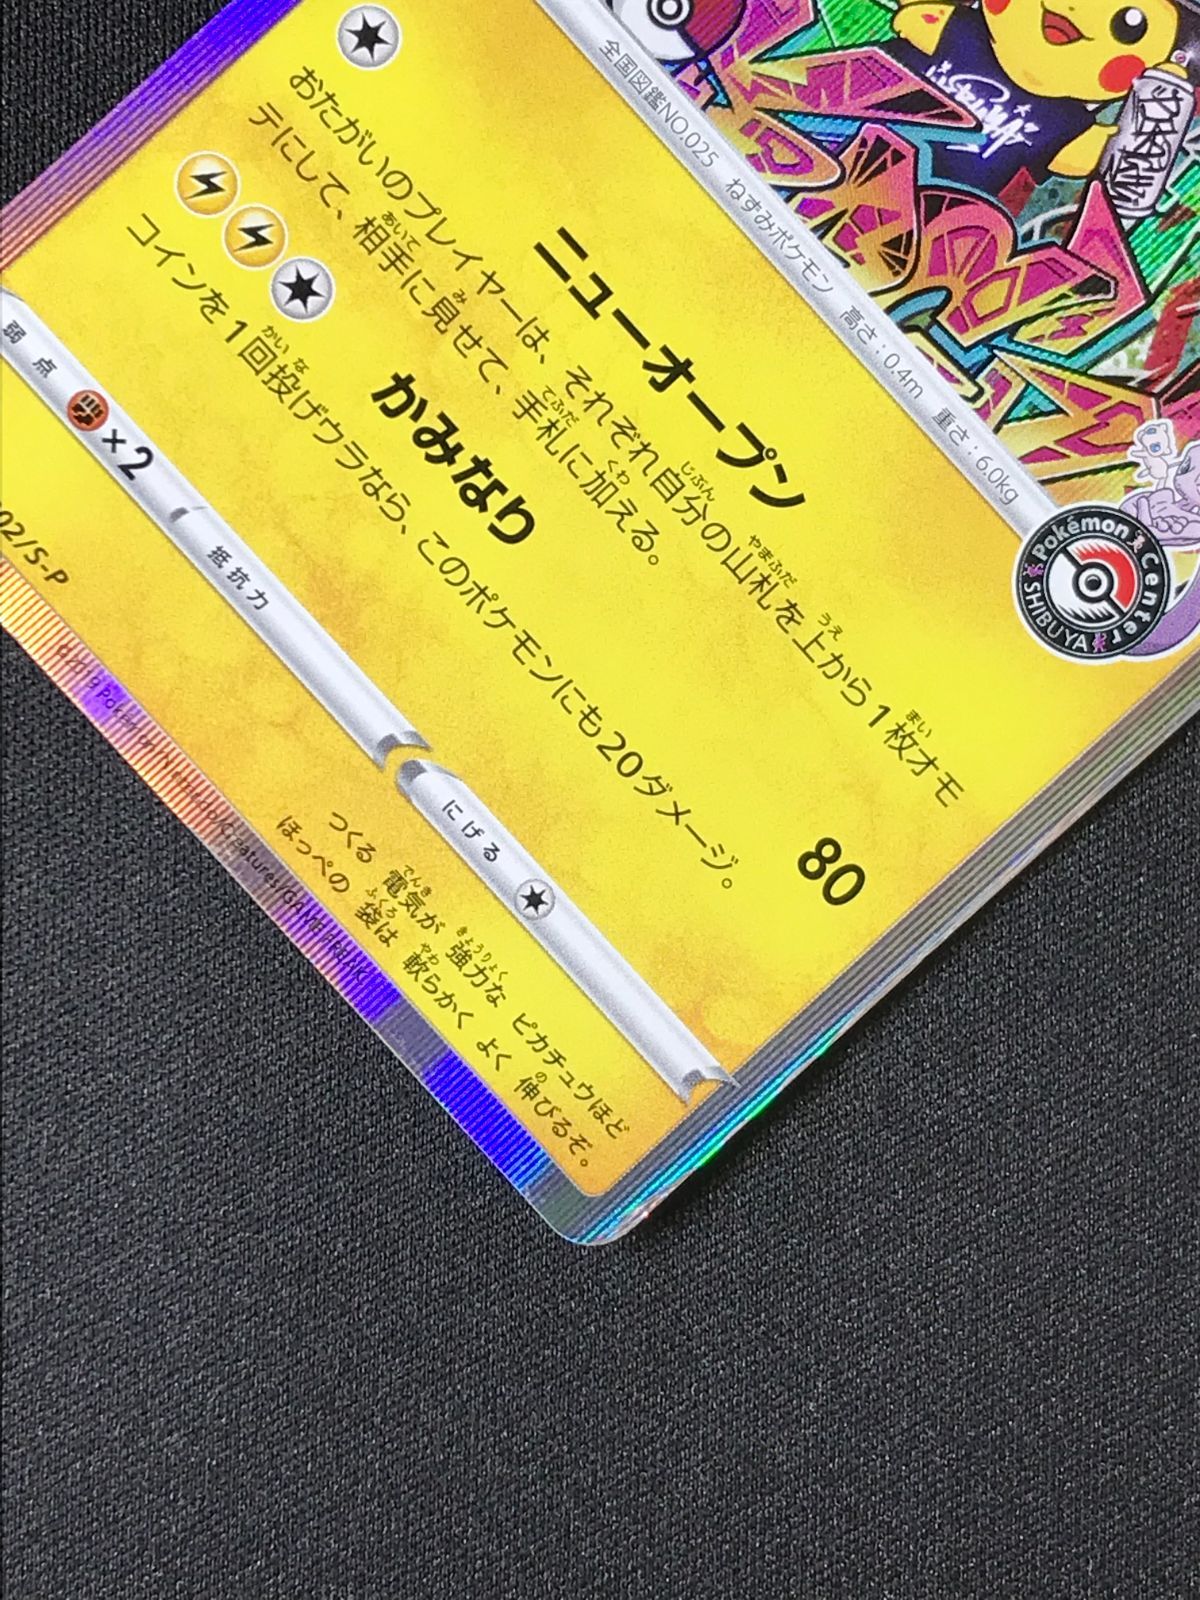 全国図鑑NO.025 ねずみポケモン 高さ:0.4m 重さ:6.0kg
Pokémon Center
SHIBUYA
ニューオープン
おたがいのプレイヤーは、それぞれ自分の山札を上から1枚オモ
テにして、相手に見せて、手札に加える。
かみなり 80
コインを1回投げウラなら、このポケモンにも20ダメージ。
弱点 ×2 抵抗力 にげる
02/S-P
つくる 電気が 強力な ピカチュウほど
ほっぺの 袋は 軟らかく よく 伸びるぞ。
Pokémon/Nintendo/Creatures/GAME FREAK